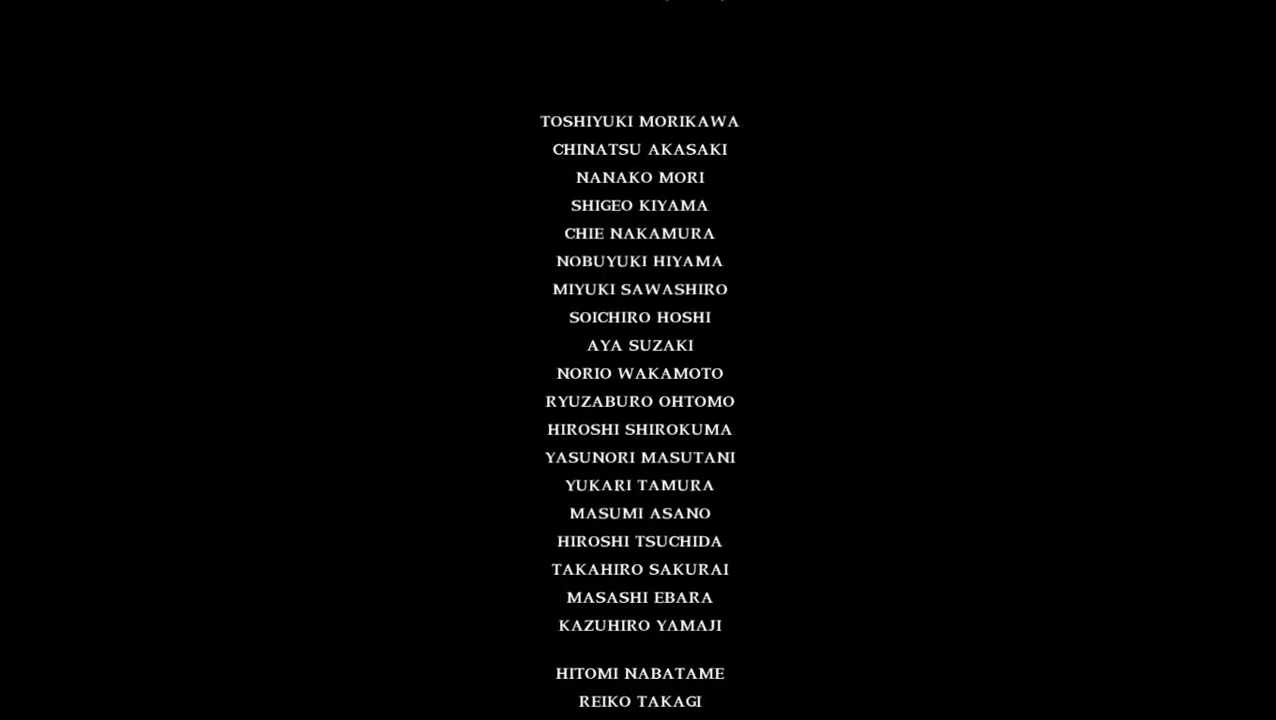 TOSHIYUKI MORIKAWA
CHINATSU AKASAKI
NANAKO MORI
SHIGEO KIYAMA
CHIE NAKAMURA
NOBUYUKI HIYAMA
MIYUKI SAWASHIRO
SOICHIRO HOSHI
AYA SUZAKI
NORIO WAKAMOTO
RYUZABURO OHTOMO
HIROSHI SHIROKUMA
YASUNORI MASUTANI
YUKARI TAMURA
MASUMI ASANO
HIROSHI TSUCHIDA
TAKAHIRO SAKURAI
MASASHI EBARA
KAZUHIRO YAMAJI
HITOMI NABATAME
REIKO TAKAGI